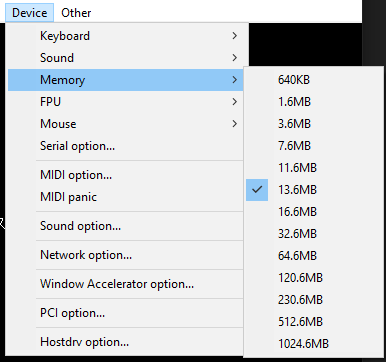 Device Other
Keyboard
Sound
Memory
FPU
Mouse
Serial option...
MIDI option...
MIDI panic
Sound option...
Network option...
Window Accelerator option...
PCI option...
Hostdrv option...
640KB
1.6MB
3.6MB
7.6MB
11.6MB
13.6MB
16.6MB
32.6MB
64.6MB
120.6MB
230.6MB
512.6MB
1024.6MB